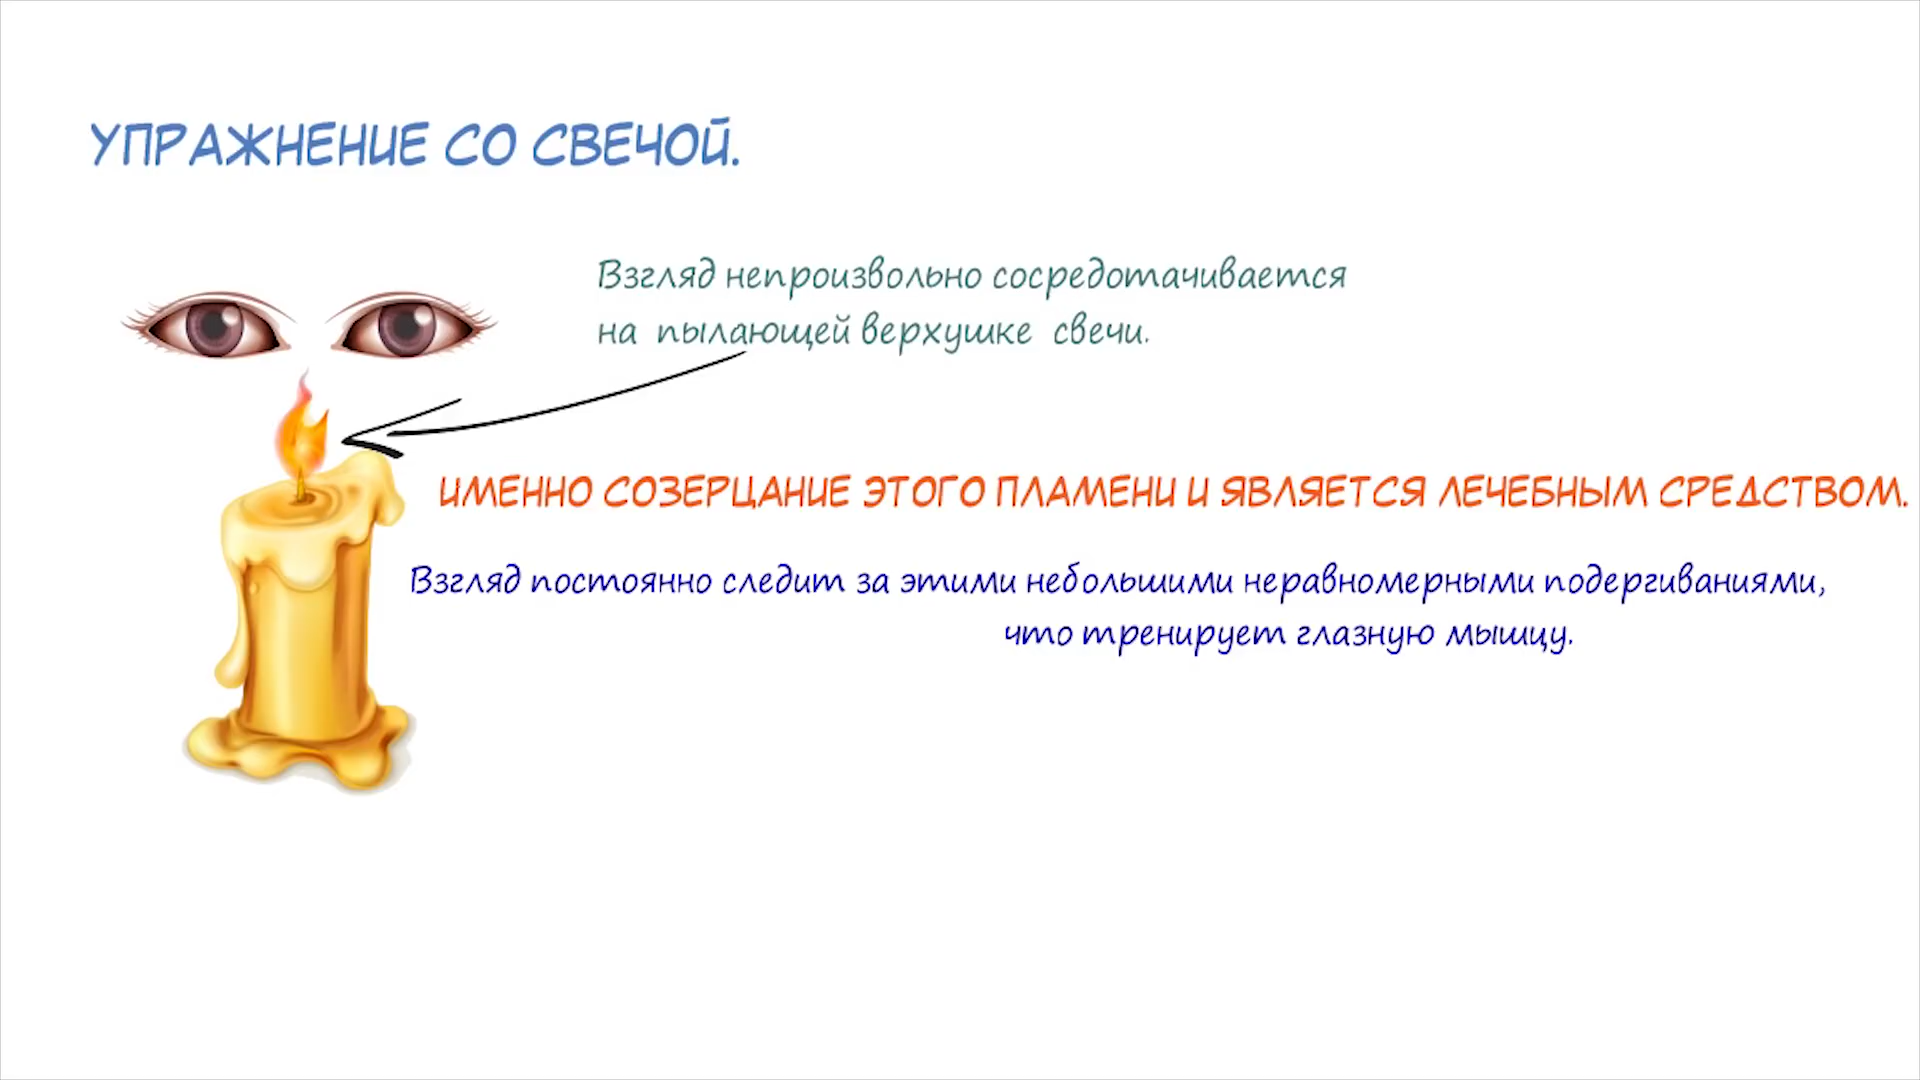 УПРАЖНЕНИЕ СО СВЕЧОЙ.
Взгляд непроизвольно сосредотачивается
на пылающей верхушке свечи.
ИМЕННО СОЗЕРЦАНИЕ ЭТОГО ПЛАМЕНИ И ЯВЛЯЕТСЯ ЛЕЧЕБНЫМ СРЕДСТВОМ.
Взгляд постоянно следит за этими небольшими неравномерными подергиваниями,
что тренирует глазную мышцу.